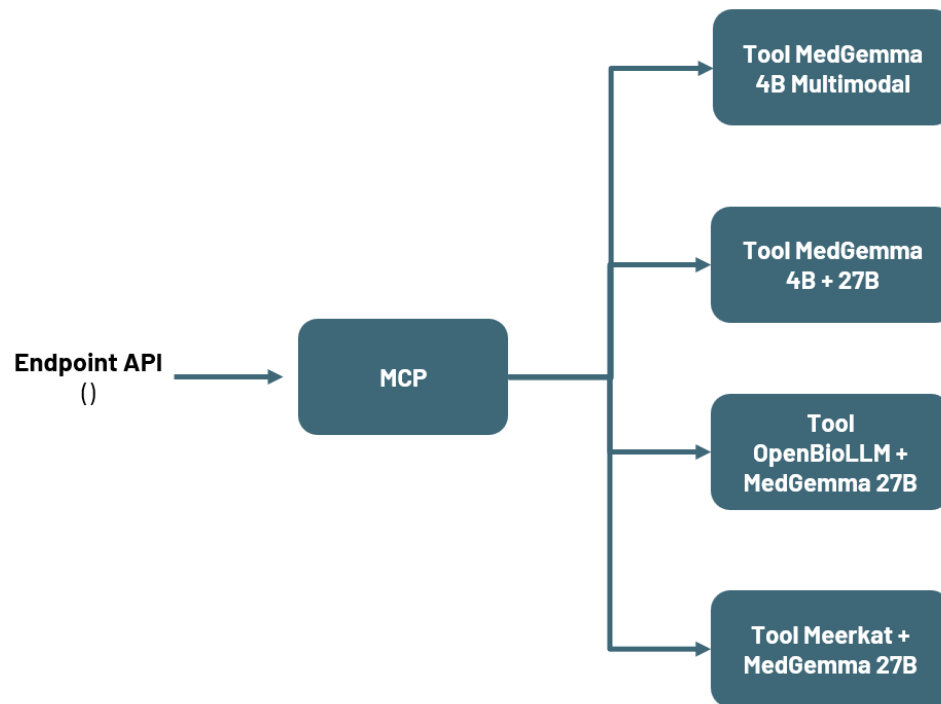 Tool MedGemma
4B Multimodal
Tool MedGemma
4B + 27B
Endpoint API
()
MCP
Tool
OpenBioLLM +
MedGemma 27B
Tool Meerkat +
MedGemma 27B